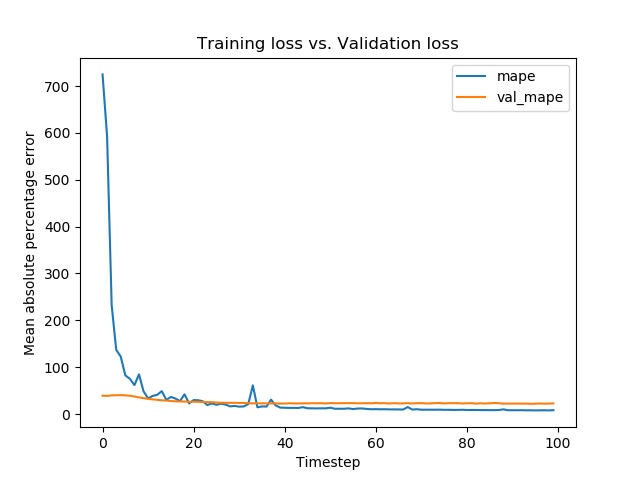 Training loss vs. Validation loss
mape
val_mape
Mean absolute percentage error
700
600
500
400
300
200
100
0
0 20 40 60 80 100
Timestep